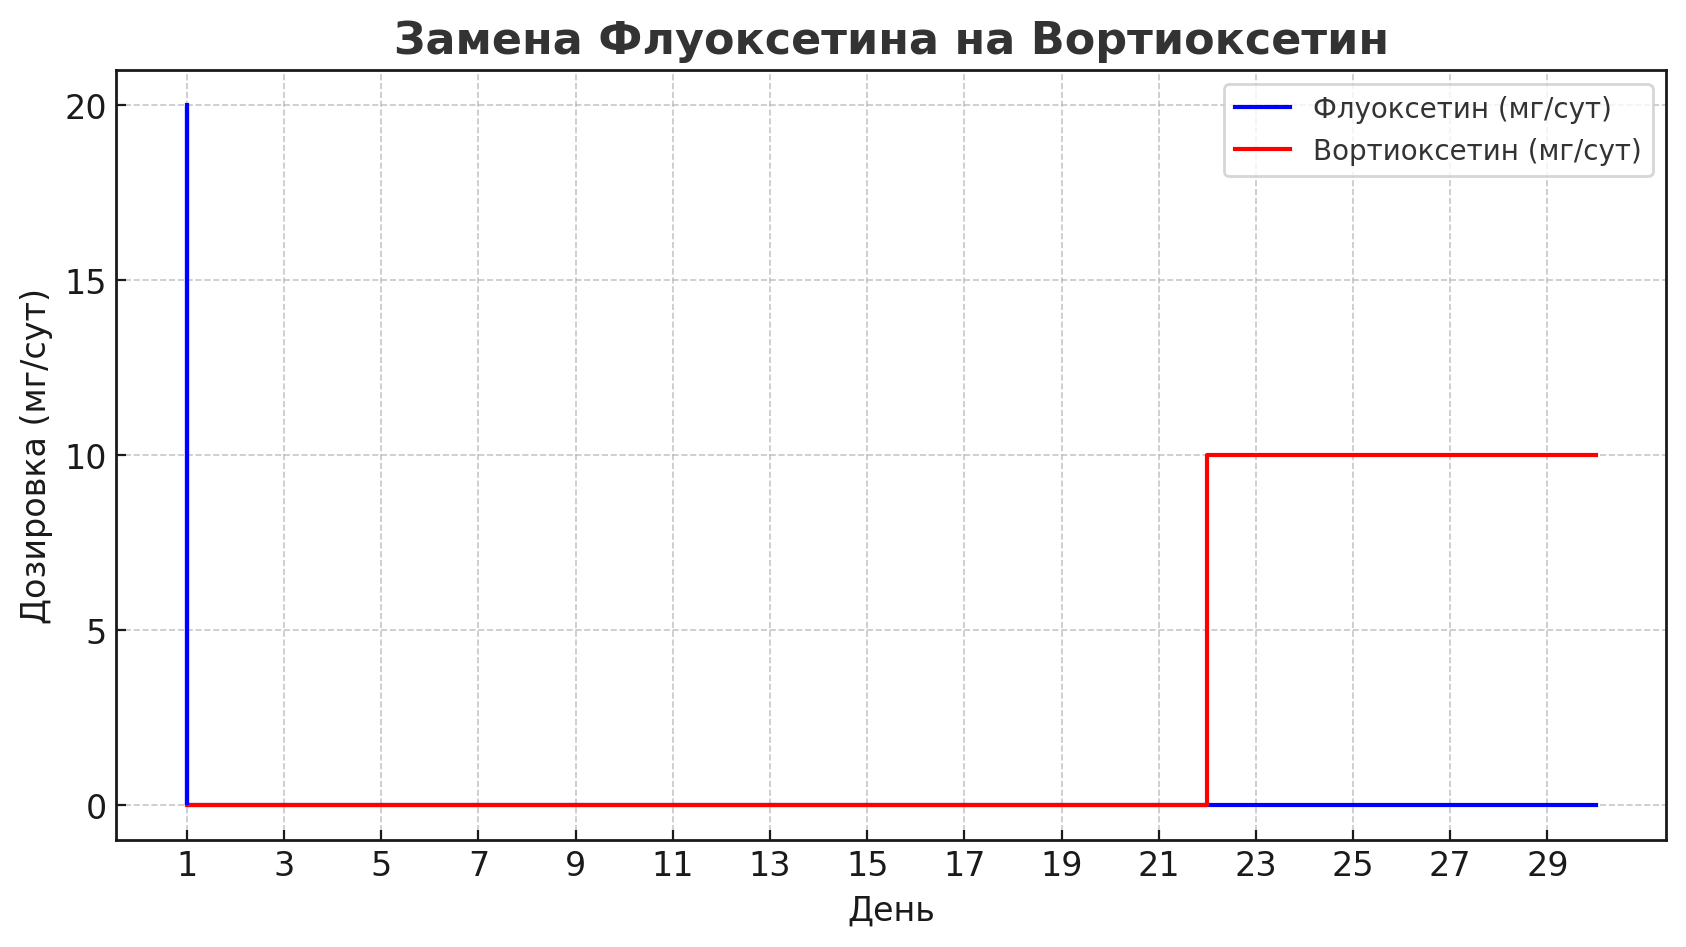 Замена Флуоксетина на Вортиоксетин
Флуоксетин (мг/сут)
Вортиоксетин (мг/сут)
Дозировка (мг/сут)
20
15
10
5
0
1 3 5 7 9 11 13 15 17 19 21 23 25 27 29
День